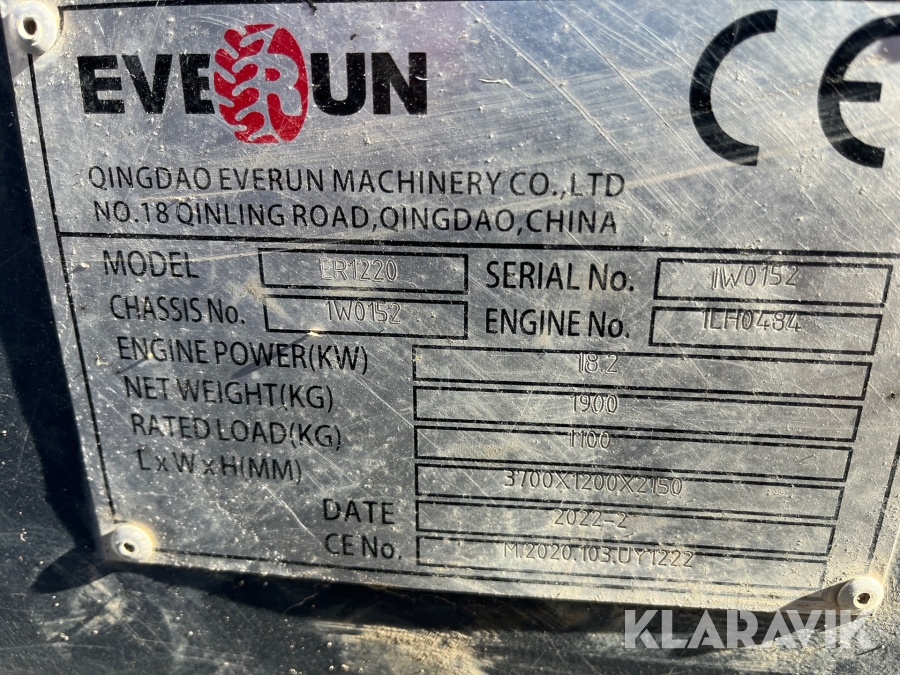 EVERUN CE
QINGDAO EVERUN MACHINERY CO.,LTD
NO.18 QINLING ROAD,QINGDAO,CHINA
MODEL ER1220 SERIAL No. 1W0152
CHASSIS No. 1W0152 ENGINE No. 1LH0484
ENGINE POWER(KW) 18.2
NET WEIGHT(KG) 1900
RATED LOAD(KG) 1100
L x W x H(MM) 3700X1200X2150
DATE 2022-2
CE No. M.2020.103.UY1222
KLARAVIK